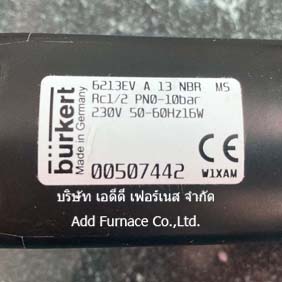 bürkert
Made in Germany
6213EV A 13 NBR MS
Rc1/2 PN0-10bar
230V 50-60Hz16W
00507442
CE
W1XAM
บริษัท เอดีดี เฟอร์เนส จำกัด
Add Furnace Co.,Ltd.